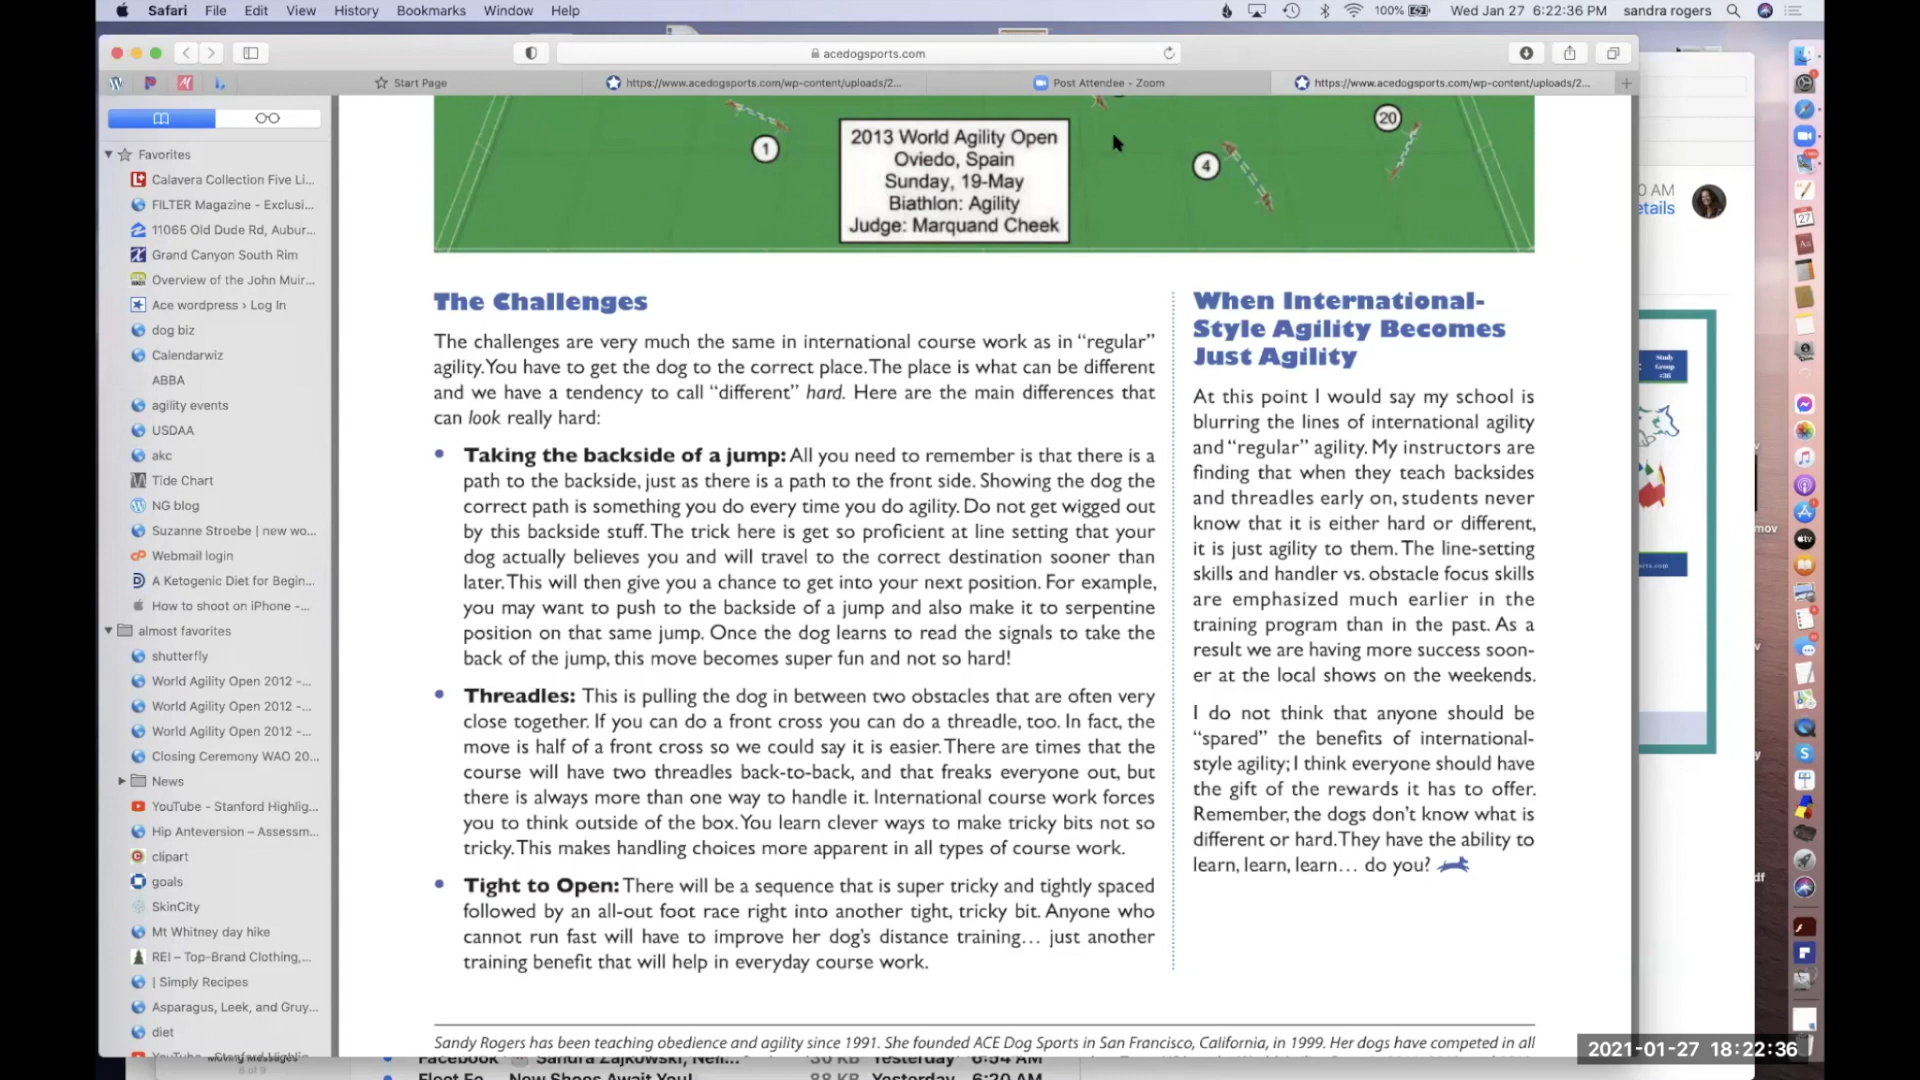 Safari File Edit View History Bookmarks Window Help
100% Wed Jan 27 6:22:36 PM sandra rogers
acedogsports.com
Start Page
https://www.acedogsports.com/wp-content/uploads/2...
Post Attendee - Zoom
https://www.acedogsports.com/wp-content/uploads/2...
Favorites
Calavera Collection Five Li...
FILTER Magazine - Exclusi...
11065 Old Dude Rd, Aubur...
Grand Canyon South Rim
Overview of the John Muir...
Ace wordpress › Log In
dog biz
Calendarwiz
ABBA
agility events
USDAA
akc
Tide Chart
NG blog
Suzanne Stroebe | new wo...
Webmail login
A Ketogenic Diet for Begin...
How to shoot on iPhone -...
almost favorites
shutterfly
World Agility Open 2012 -...
World Agility Open 2012 -...
World Agility Open 2012 -...
Closing Ceremony WAO 20...
News
YouTube - Stanford Highlig...
Hip Anteversion – Assessm...
clipart
goals
SkinCity
Mt Whitney day hike
REI – Top-Brand Clothing,...
| Simply Recipes
Asparagus, Leek, and Gruy...
diet
1
4
20
2013 World Agility Open
Oviedo, Spain
Sunday, 19-May
Biathlon: Agility
Judge: Marquand Cheek
The Challenges
The challenges are very much the same in international course work as in “regular”
agility. You have to get the dog to the correct place. The place is what can be different
and we have a tendency to call “different” hard. Here are the main differences that
can look really hard:
• Taking the backside of a jump: All you need to remember is that there is a
path to the backside, just as there is a path to the front side. Showing the dog the
correct path is something you do every time you do agility. Do not get wigged out
by this backside stuff. The trick here is get so proficient at line setting that your
dog actually believes you and will travel to the correct destination sooner than
later. This will then give you a chance to get into your next position. For example,
you may want to push to the backside of a jump and also make it to serpentine
position on that same jump. Once the dog learns to read the signals to take the
back of the jump, this move becomes super fun and not so hard!
• Threadles: This is pulling the dog in between two obstacles that are often very
close together. If you can do a front cross you can do a threadle, too. In fact, the
move is half of a front cross so we could say it is easier. There are times that the
course will have two threadles back-to-back, and that freaks everyone out, but
there is always more than one way to handle it. International course work forces
you to think outside of the box. You learn clever ways to make tricky bits not so
tricky. This makes handling choices more apparent in all types of course work.
• Tight to Open: There will be a sequence that is super tricky and tightly spaced
followed by an all-out foot race right into another tight, tricky bit. Anyone who
cannot run fast will have to improve her dog’s distance training… just another
training benefit that will help in everyday course work.
When International-
Style Agility Becomes
Just Agility
At this point I would say my school is
blurring the lines of international agility
and “regular” agility. My instructors are
finding that when they teach backsides
and threadles early on, students never
know that it is either hard or different,
it is just agility to them. The line-setting
skills and handler vs. obstacle focus skills
are emphasized much earlier in the
training program than in the past. As a
result we are having more success soon-
er at the local shows on the weekends.
I do not think that anyone should be
“spared” the benefits of international-
style agility; I think everyone should have
the gift of the rewards it has to offer.
Remember, the dogs don’t know what is
different or hard. They have the ability to
learn, learn, learn… do you?
Sandy Rogers has been teaching obedience and agility since 1991. She founded ACE Dog Sports in San Francisco, California, in 1999. Her dogs have competed in all
Study
Group
#36
2021-01-27 18:22:36
6 of 9